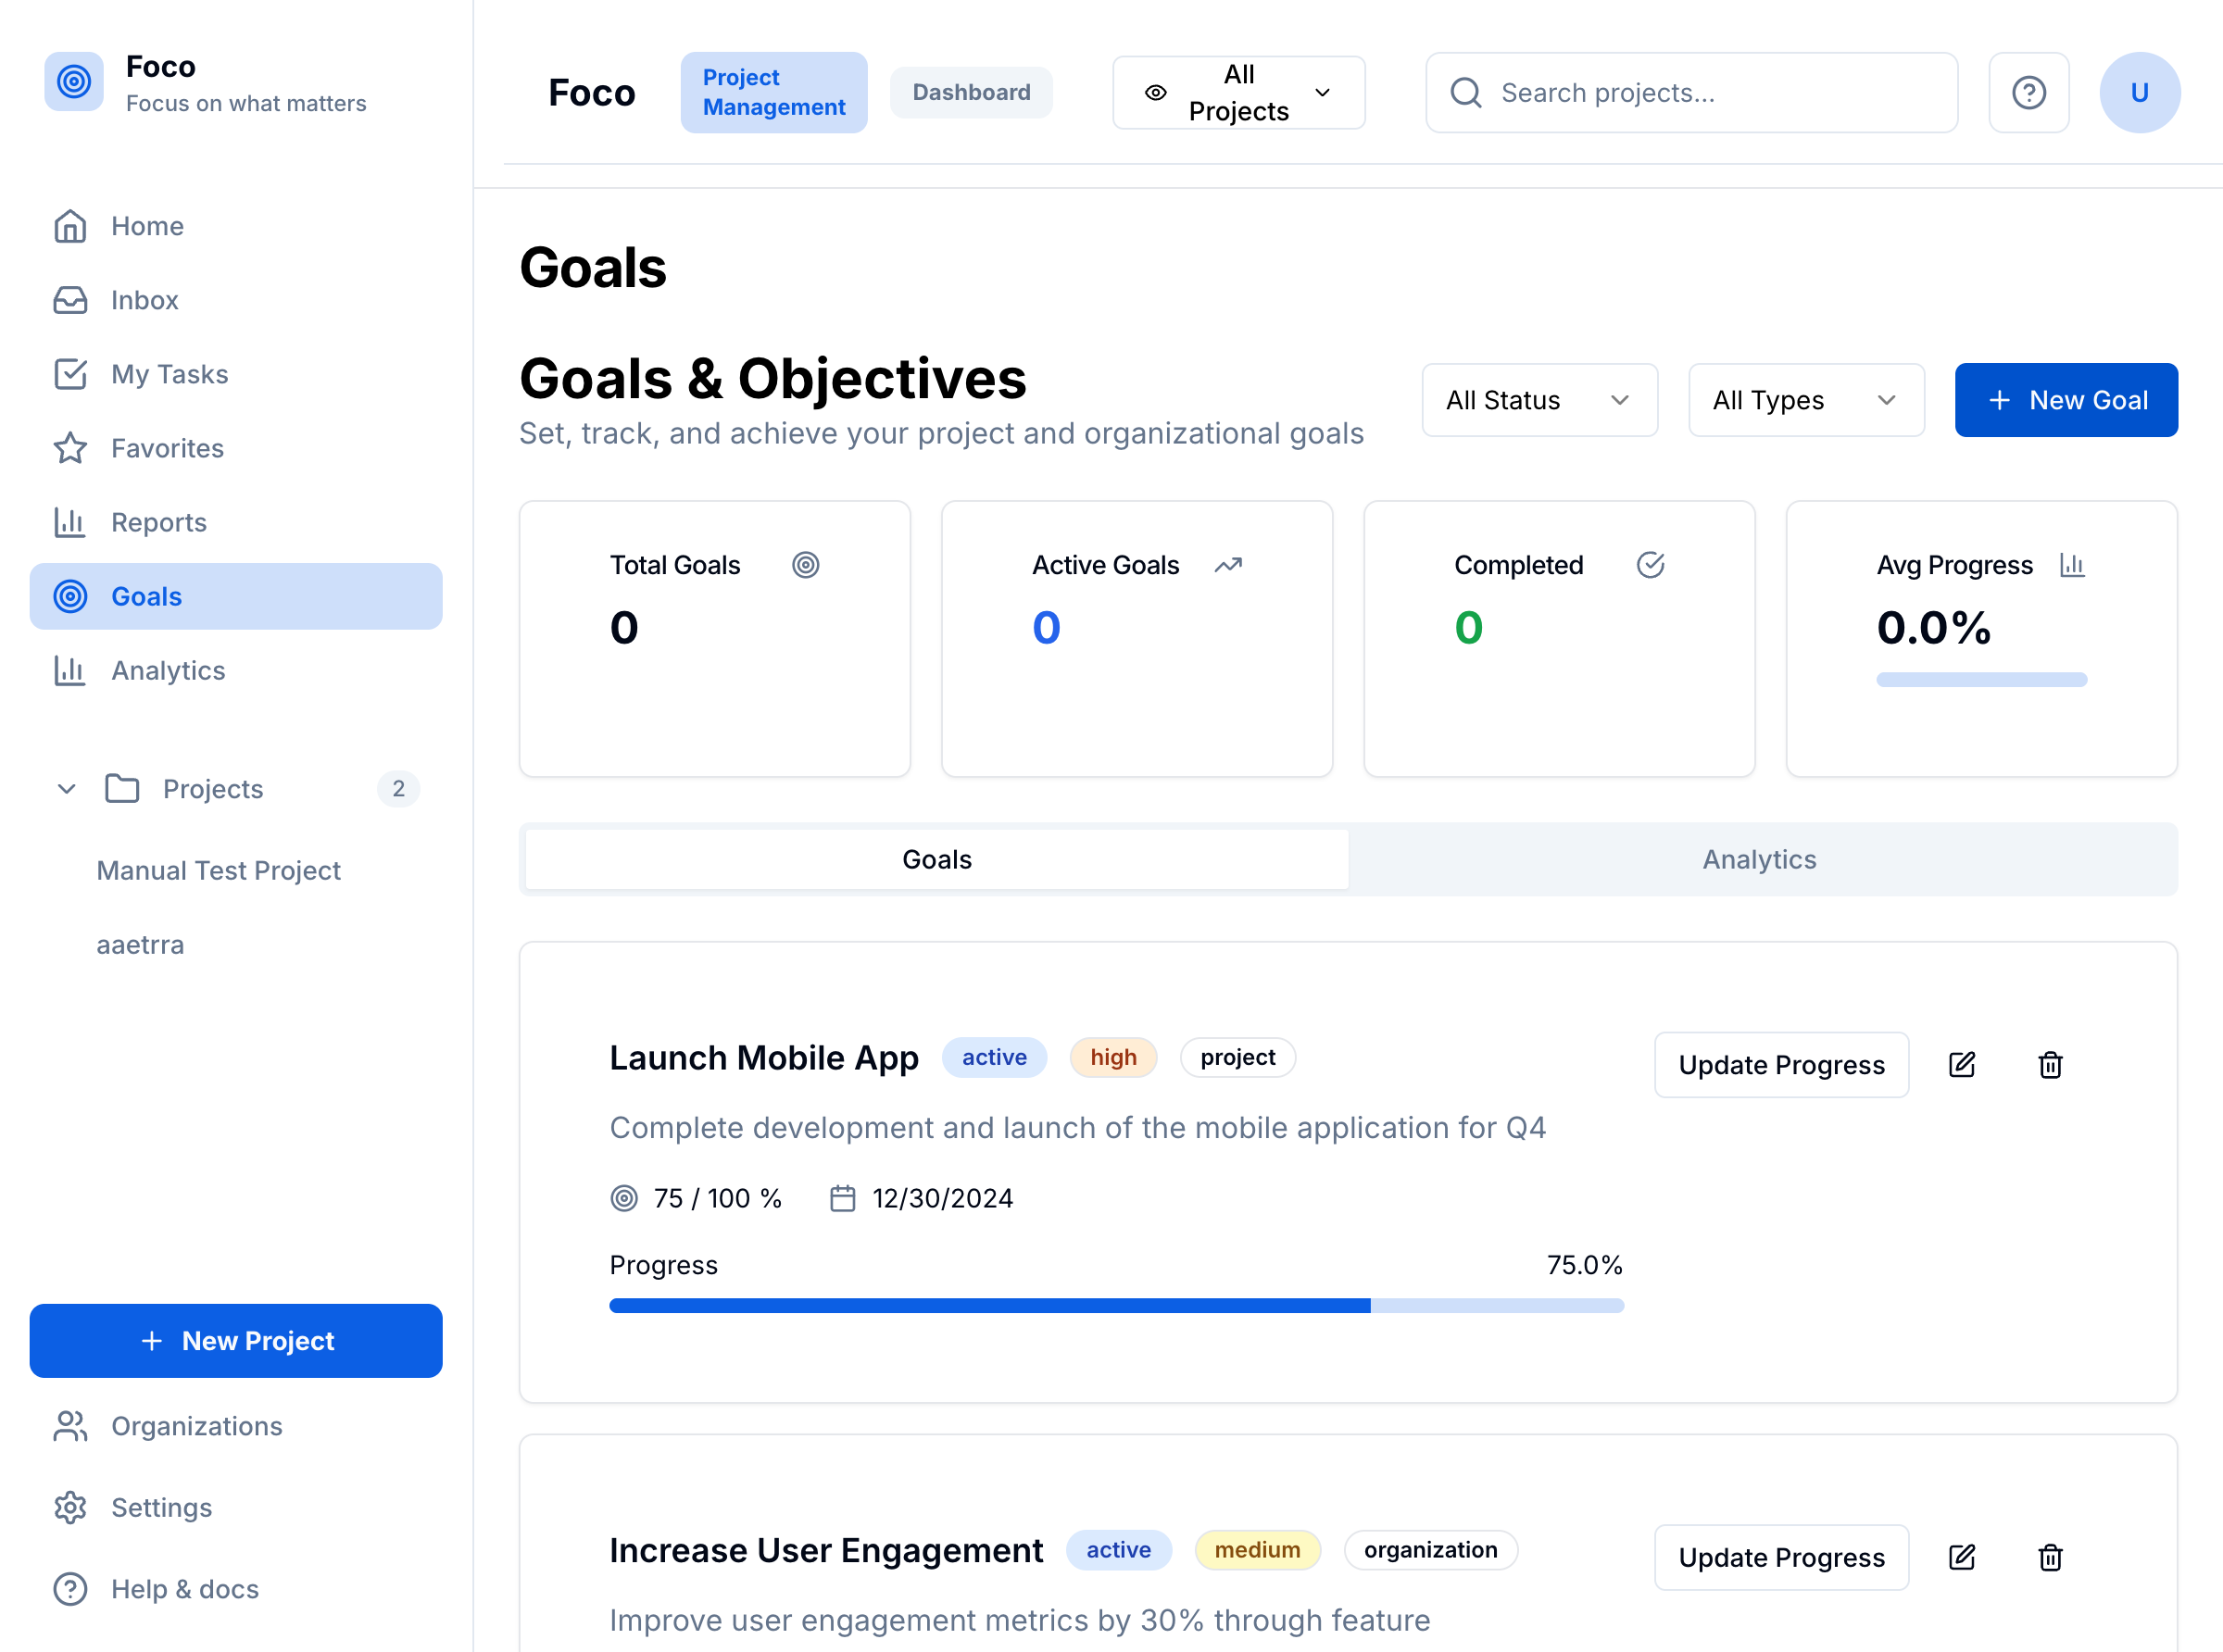 Foco
Focus on what matters
Home
Inbox
My Tasks
Favorites
Reports
Goals
Analytics
Projects
2
Manual Test Project
aaetrra
New Project
Organizations
Settings
Help & docs
Foco
Project
Management
Dashboard
All
Projects
Search projects...
U
Goals
Goals & Objectives
Set, track, and achieve your project and organizational goals
All Status
All Types
New Goal
Total Goals
0
Active Goals
0
Completed
0
Avg Progress
0.0%
Goals
Analytics
Launch Mobile App
active
high
project
Update Progress
Complete development and launch of the mobile application for Q4
75 / 100 %
12/30/2024
Progress
75.0%
Increase User Engagement
active
medium
organization
Update Progress
Improve user engagement metrics by 30% through feature